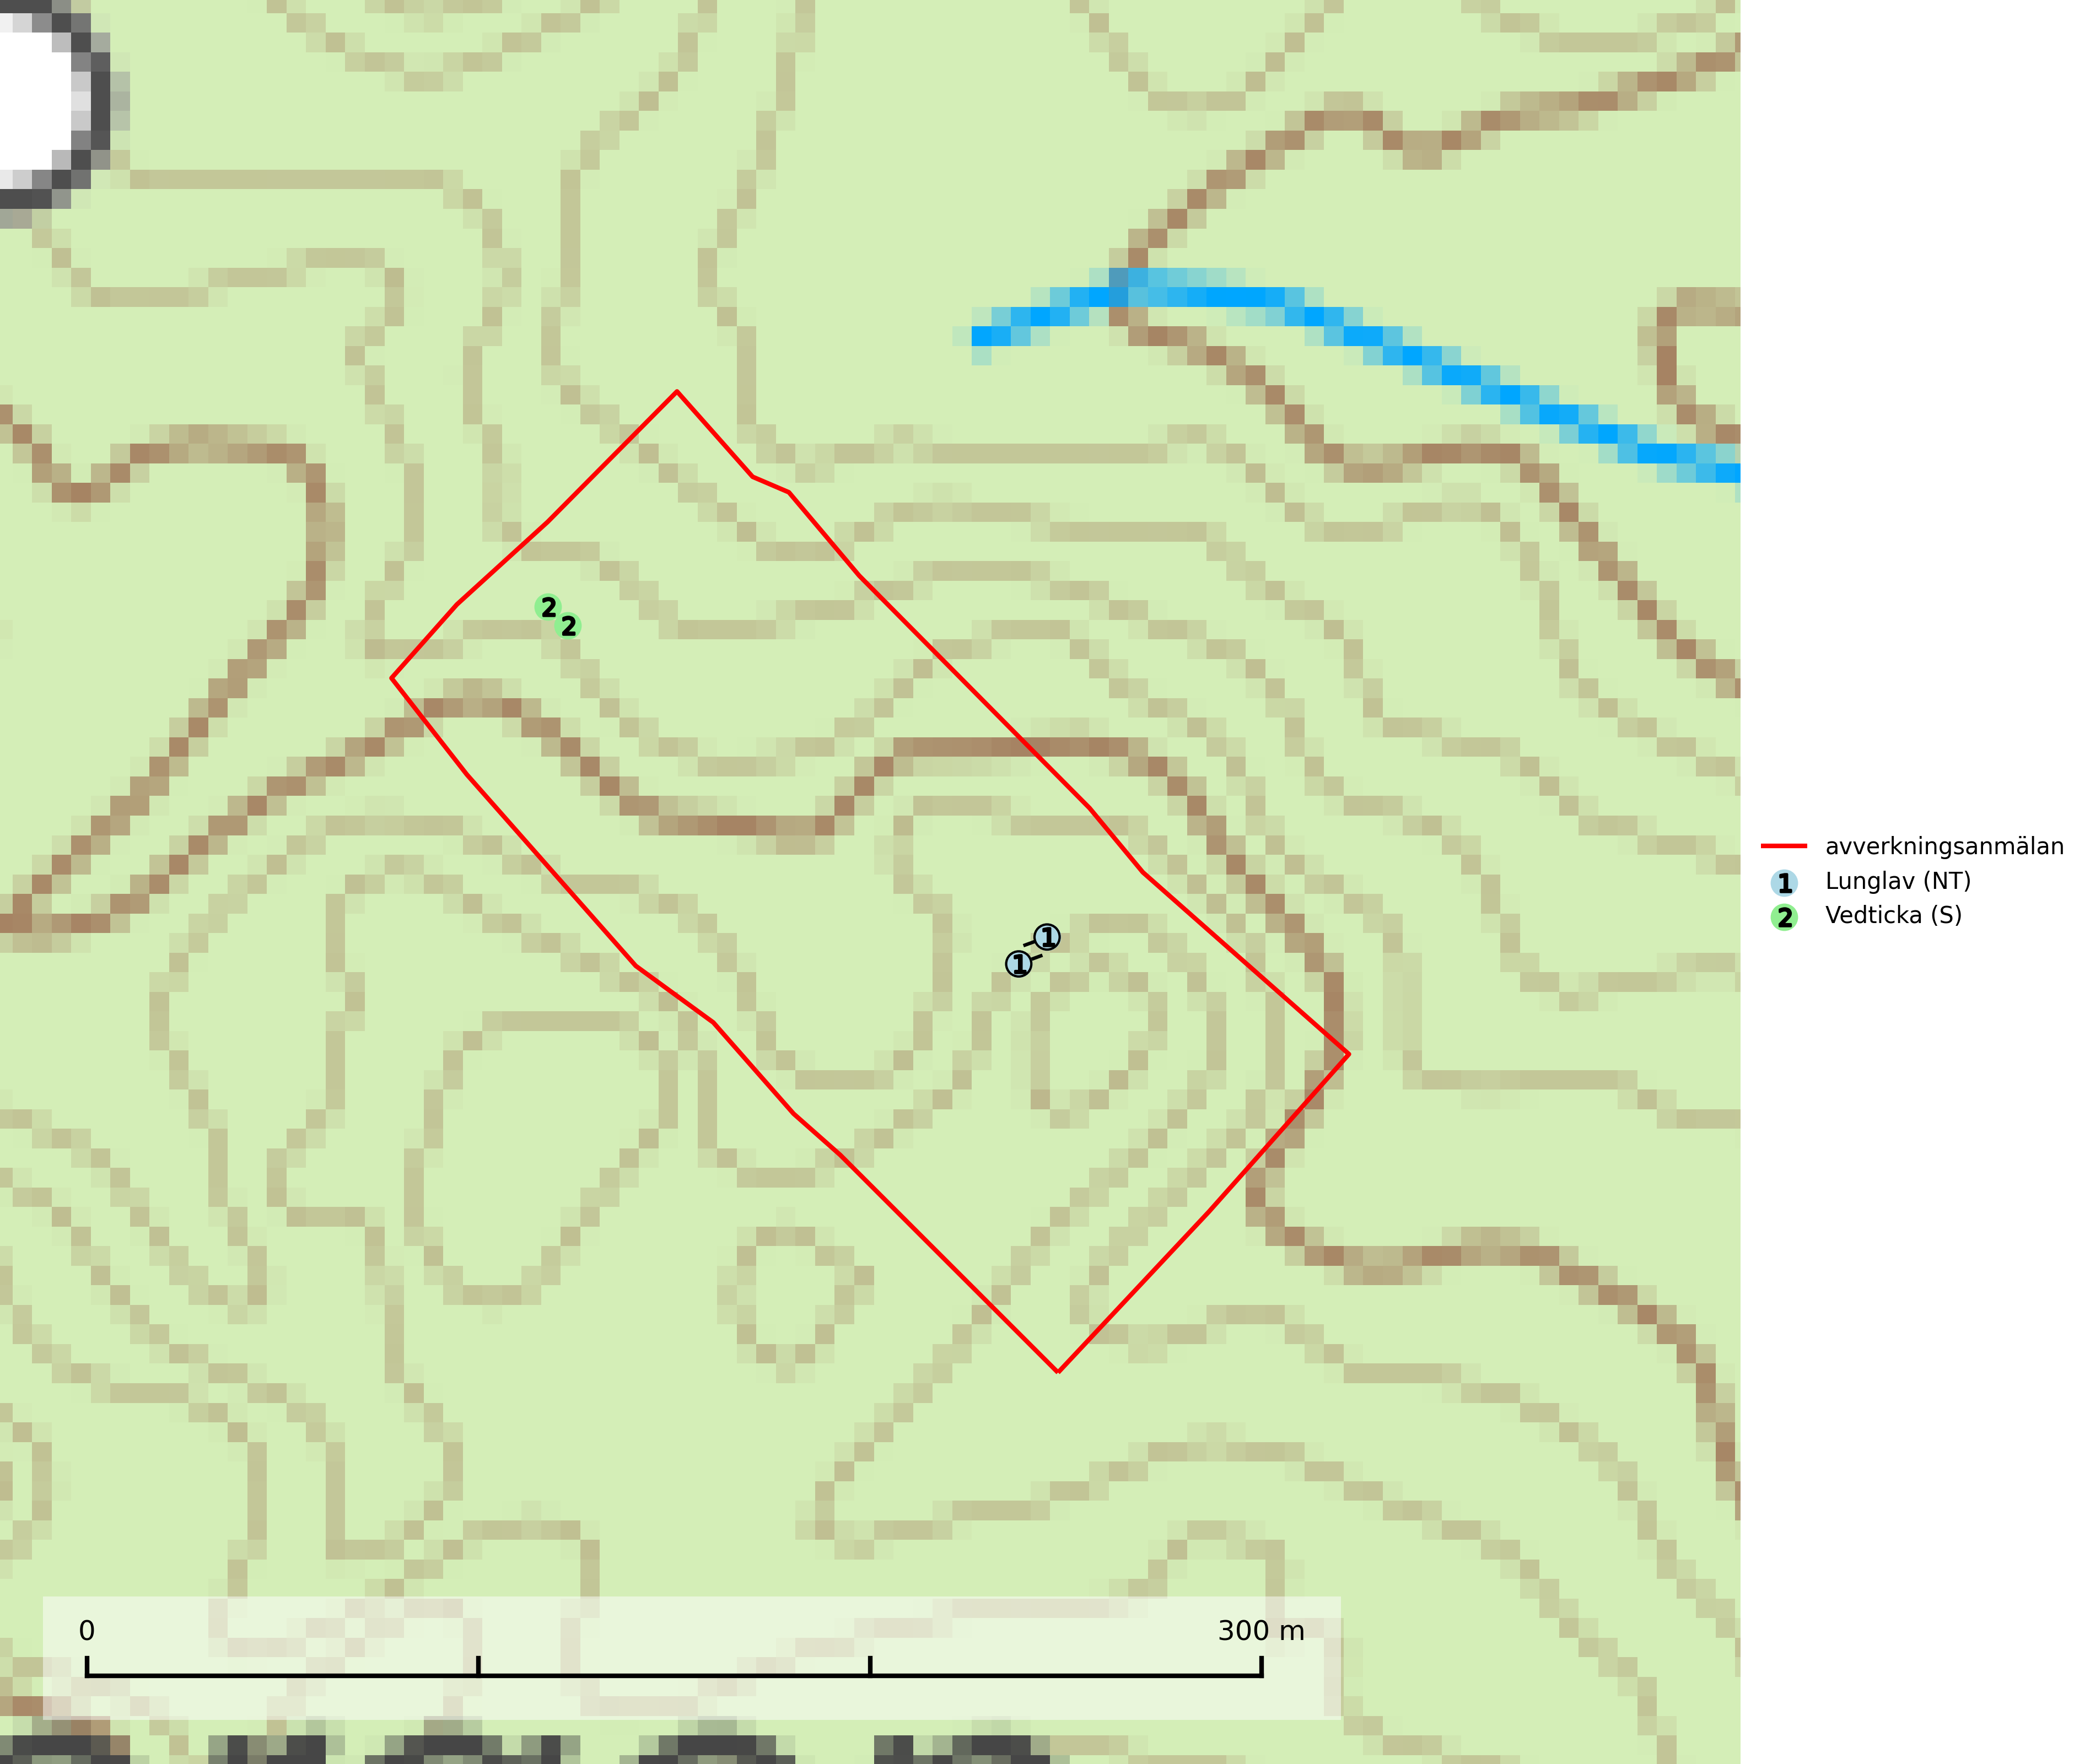 2
2
1
1
avverkningsanmälan
1 Lunglav (NT)
2 Vedticka (S)
0 300 m